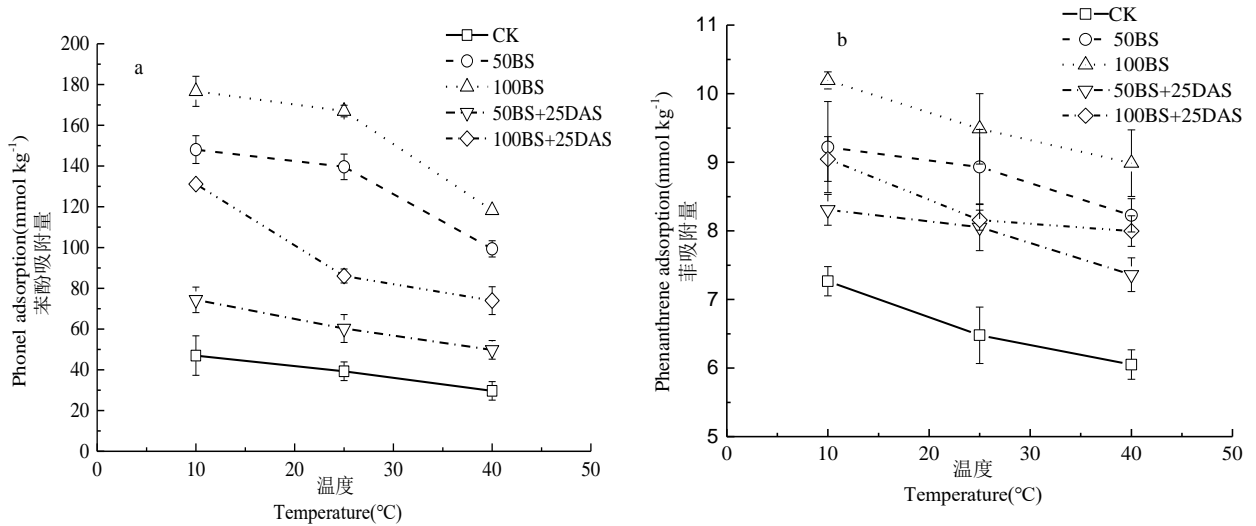 CK
50BS
100BS
50BS+25DAS
100BS+25DAS
a
200
180
160
140
120
100
80
60
40
20
0
Phonel adsorption(mmol kg-1)
苯酚吸附量
0 10 20 30 40 50
温度
Temperature(℃)
CK
50BS
100BS
50BS+25DAS
100BS+25DAS
b
11
10
9
8
7
6
5
Phenanthrene adsorption(mmol kg-1)
菲吸附量
0 10 20 30 40 50
温度
Temperature(℃)